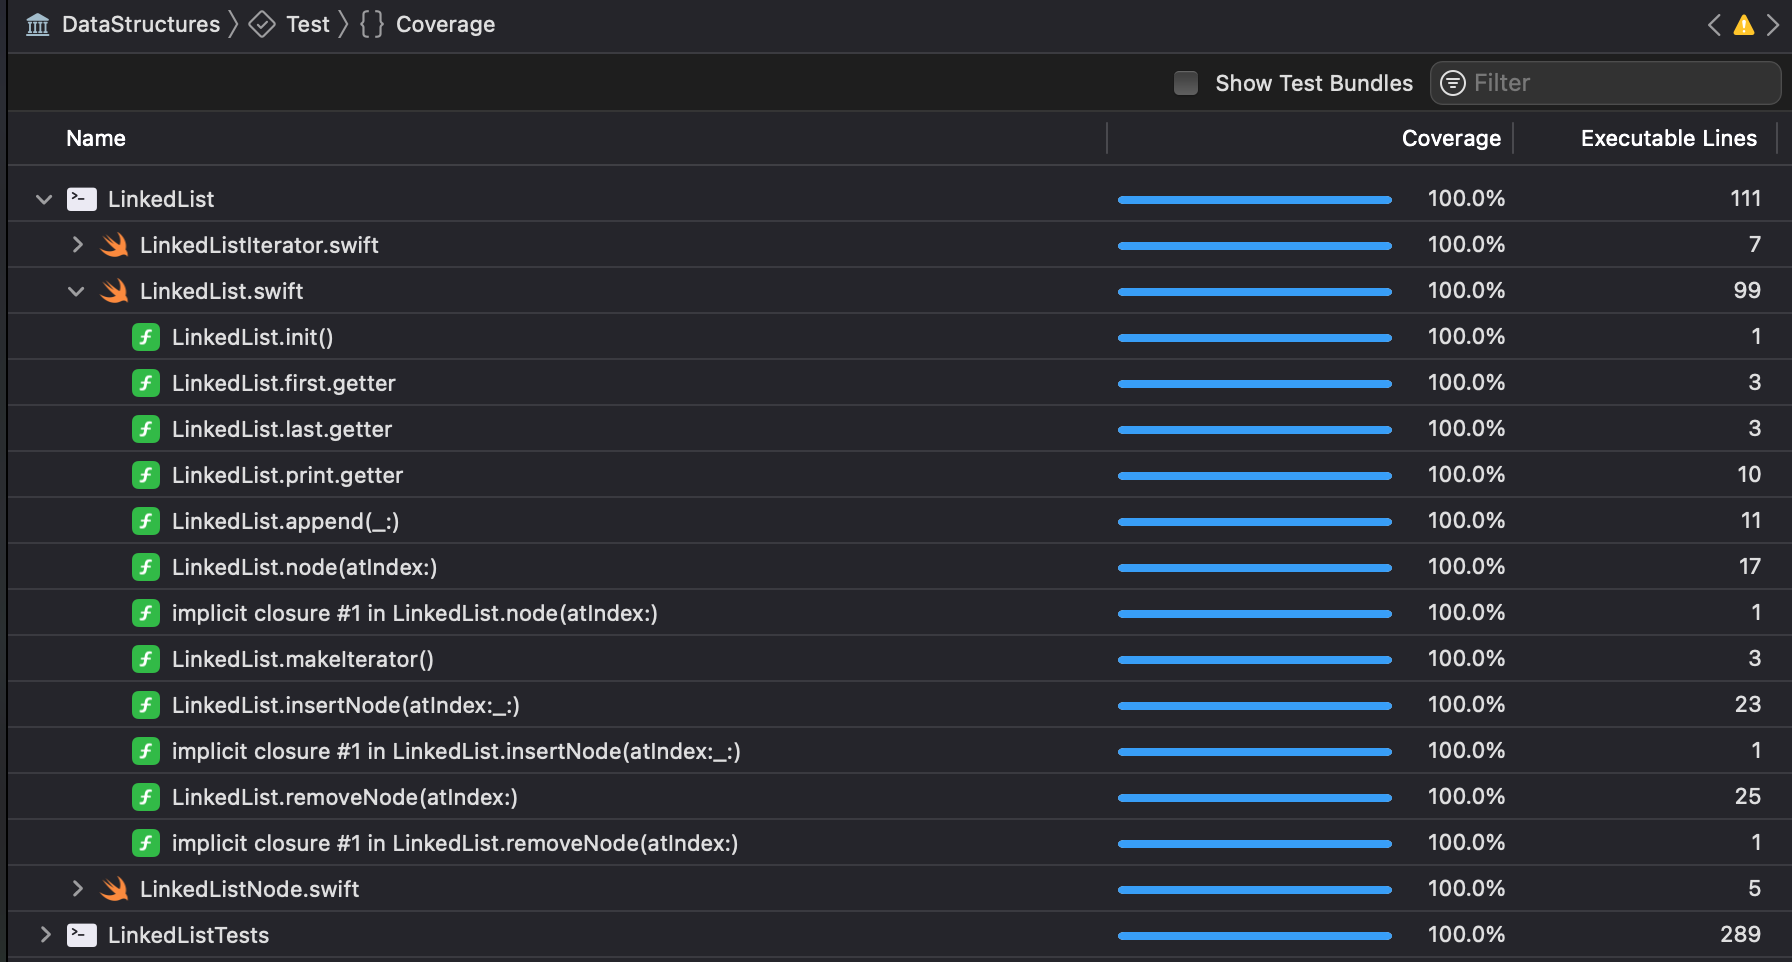 DataStructures Test Coverage
Show Test Bundles Filter
Name Coverage Executable Lines
LinkedList 100.0% 111
LinkedListIterator.swift 100.0% 7
LinkedList.swift 100.0% 99
LinkedList.init() 100.0% 1
LinkedList.first.getter 100.0% 3
LinkedList.last.getter 100.0% 3
LinkedList.print.getter 100.0% 10
LinkedList.append(_:) 100.0% 11
LinkedList.node(atIndex:) 100.0% 17
implicit closure #1 in LinkedList.node(atIndex:) 100.0% 1
LinkedList.makeIterator() 100.0% 3
LinkedList.insertNode(atIndex:_:) 100.0% 23
implicit closure #1 in LinkedList.insertNode(atIndex:_:) 100.0% 1
LinkedList.removeNode(atIndex:) 100.0% 25
implicit closure #1 in LinkedList.removeNode(atIndex:) 100.0% 1
LinkedListNode.swift 100.0% 5
LinkedListTests 100.0% 289